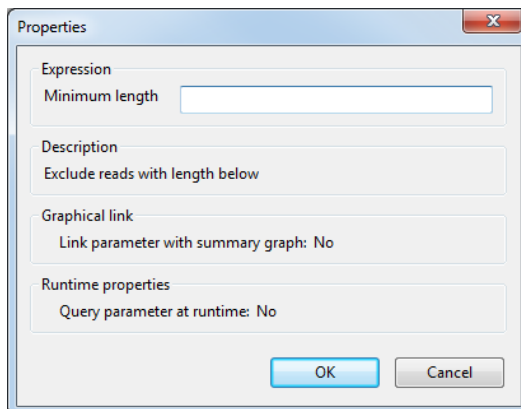 Properties
Expression
Minimum length
Description
Exclude reads with length below
Graphical link
Link parameter with summary graph: No
Runtime properties
Query parameter at runtime: No
OK Cancel